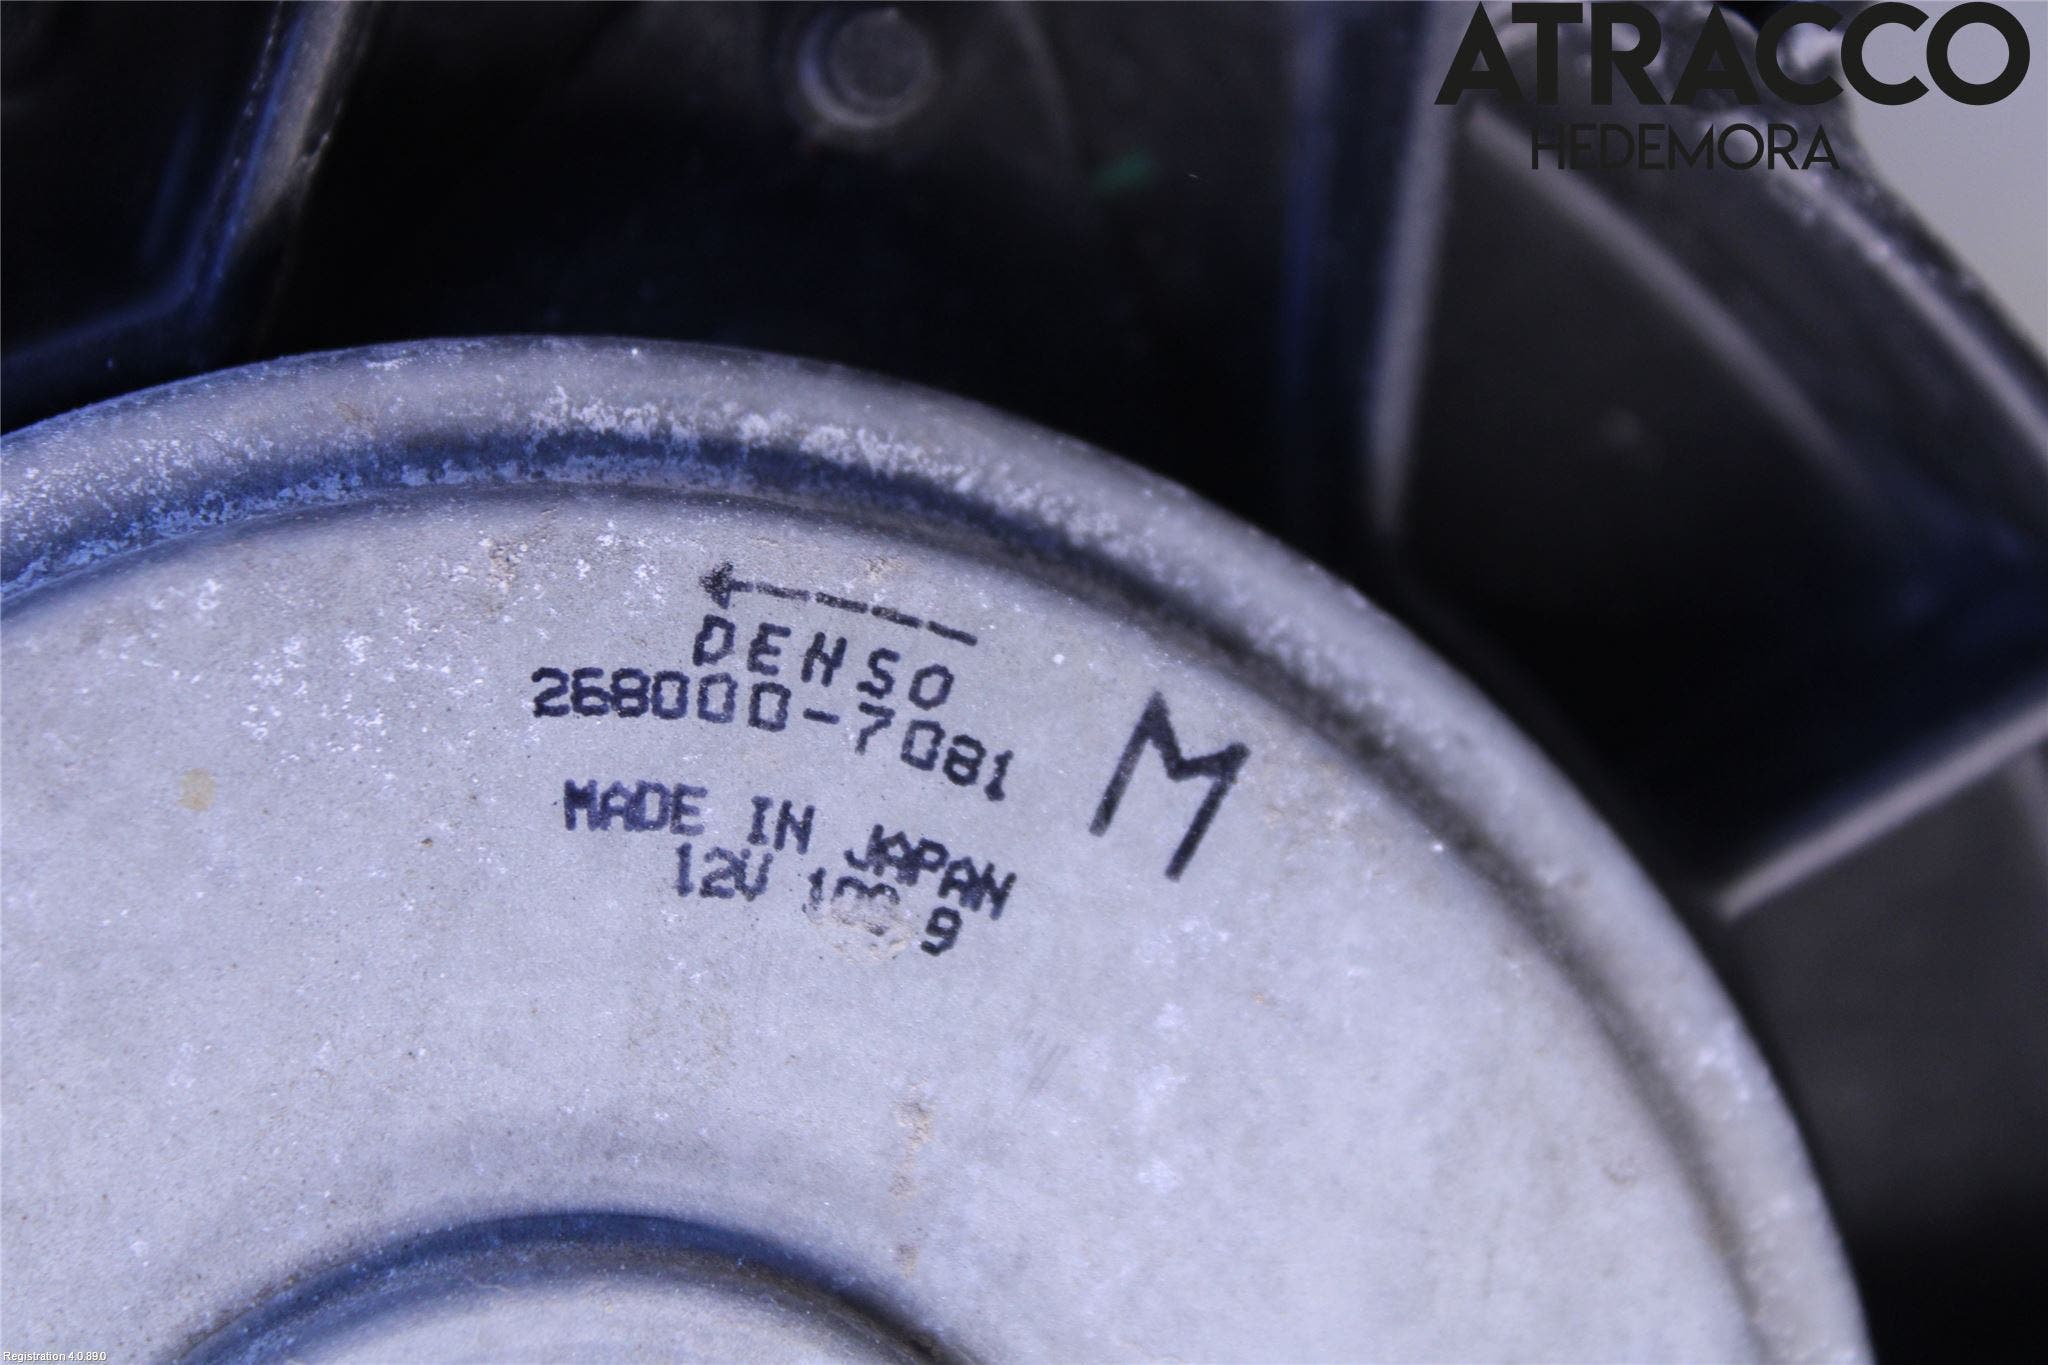 ATRACCO
HEDEMORA
DENSO
268000-7081
M
MADE IN JAPAN
12V 9
Registration 4.0.89.0